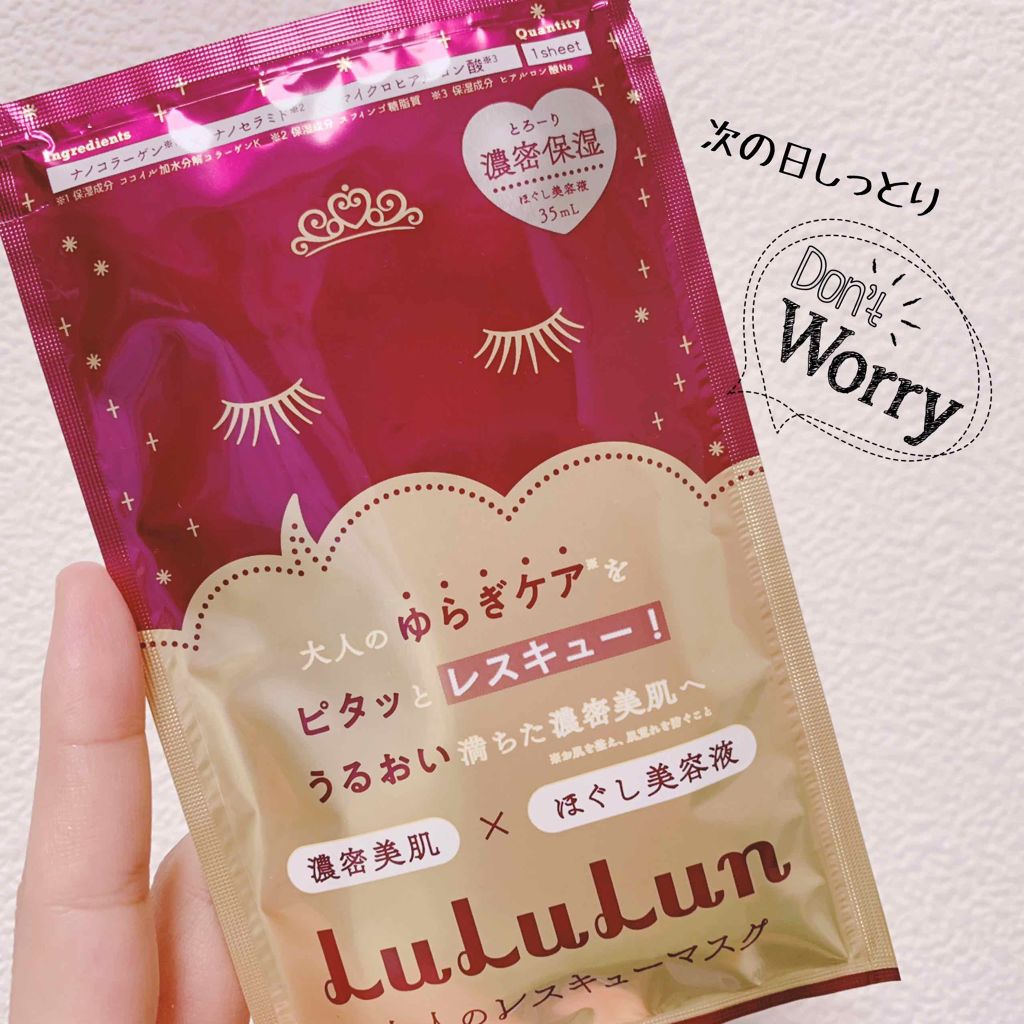 Quantity
1sheet
Ingredients
ナノコラーゲン※
ナノセラミド※2
マイクロヒアルロン酸※3
※1 保湿成分 ココイル加水分解コラーゲンK ※2 保湿成分 スフィンゴ糖脂質 ※3 保湿成分 ヒアルロン酸Na
とろーり
濃密保湿
ほぐし美容液
35mL
次の日しっとり
Don't
Worry
大人のゆらぎケア※を
ピタッとレスキュー！
うるおい満ちた濃密美肌へ
※お肌を整え、肌荒れを防ぐこと
濃密美肌 × ほぐし美容液
LuLuLun
人のレスキューマスク